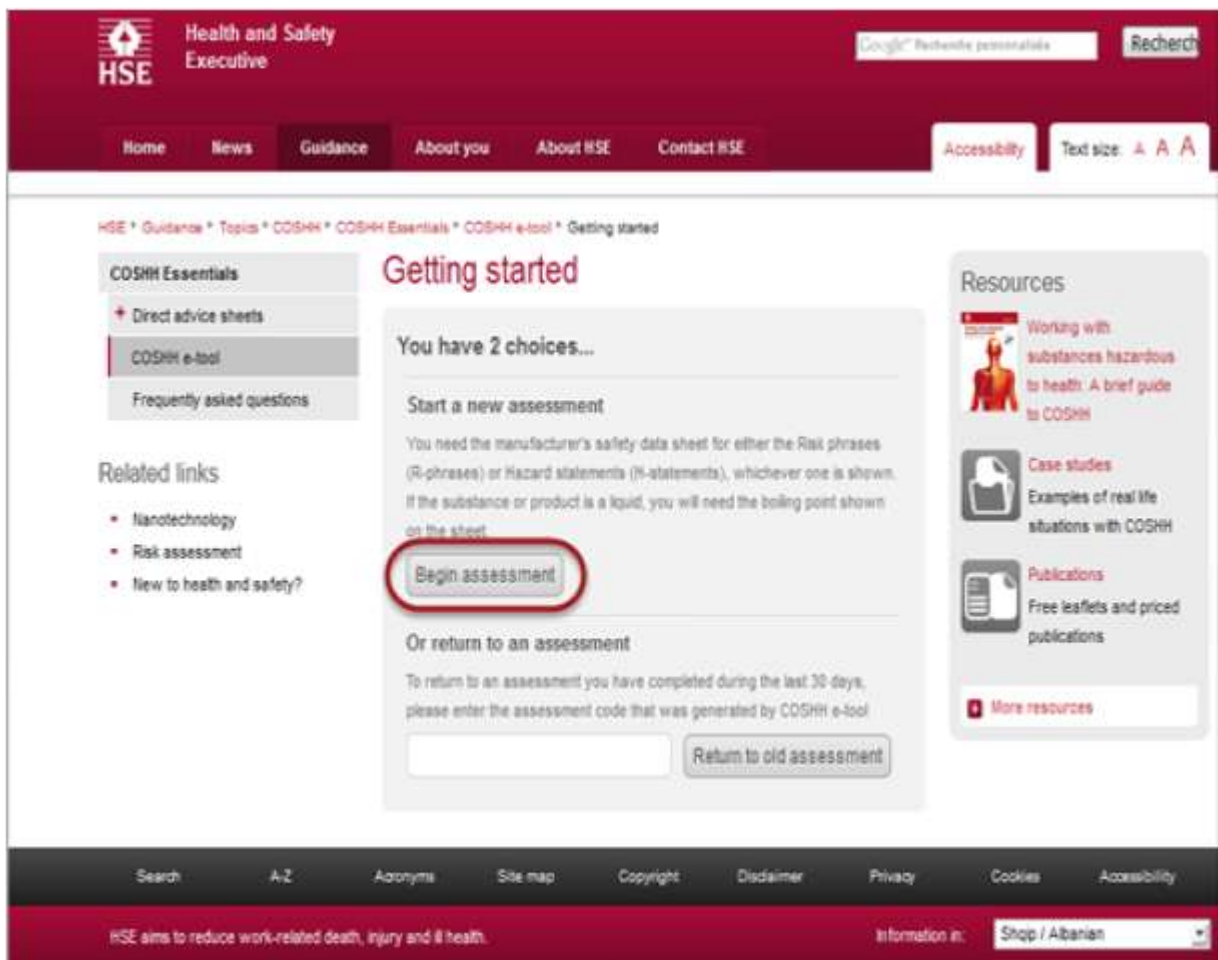 HSE
Health and Safety
Executive
Google™ Recherche personnalisée
Recherch
Home News Guidance About you About HSE Contact HSE
Accessibility
Text size: A A A
HSE * Guidance * Topics * COSHH * COSHH Essentials * COSHH e-tool * Getting started
COSHH Essentials
+ Direct advice sheets
COSHH e-tool
Frequently asked questions
Related links
Nanotechnology
Risk assessment
New to health and safety?
Getting started
You have 2 choices...
Start a new assessment
You need the manufacturer's safety data sheet for either the Risk phrases
(R-phrases) or Hazard statements (H-statements), whichever one is shown.
If the substance or product is a liquid, you will need the boiling point shown
on the sheet.
Begin assessment
Or return to an assessment
To return to an assessment you have completed during the last 30 days,
please enter the assessment code that was generated by COSHH e-tool
Return to old assessment
Resources
Working with
substances hazardous
to health: A brief guide
to COSHH
Case studies
Examples of real life
situations with COSHH
Publications
Free leaflets and priced
publications
More resources
Search A-Z Acronyms Site map Copyright Disclaimer Privacy Cookies Accessibility
HSE aims to reduce work-related death, injury and ill health.
Information in: Shqip / Albanian